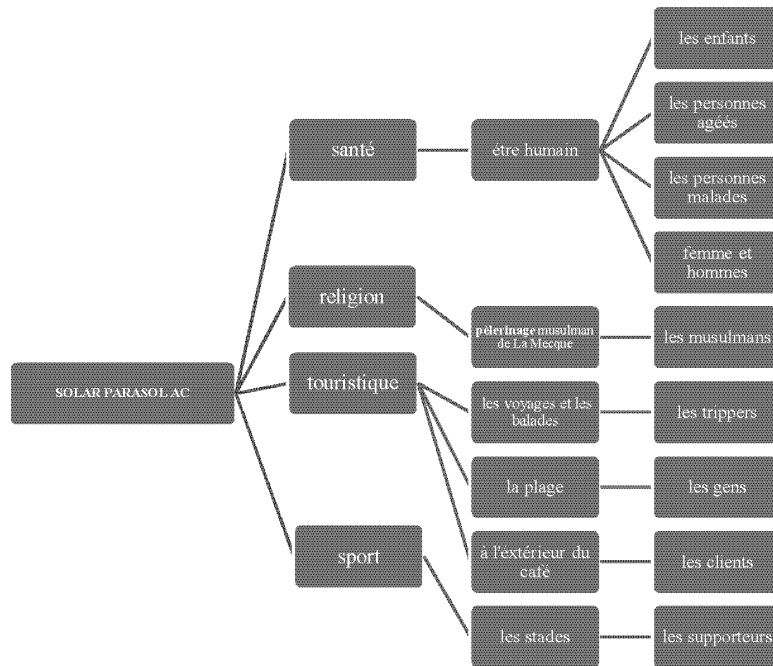 SOLAR PARASOL AC
santé
être humain
les enfants
les personnes
agéés
les personnes
malades
femme et
hommes
religion
pèlerinage musulman
de La Mecque
les musulmans
touristique
les voyages et les
balades
les trippers
la plage
les gens
à l'éxtérieur du
café
les clients
sport
les stades
les supporteurs